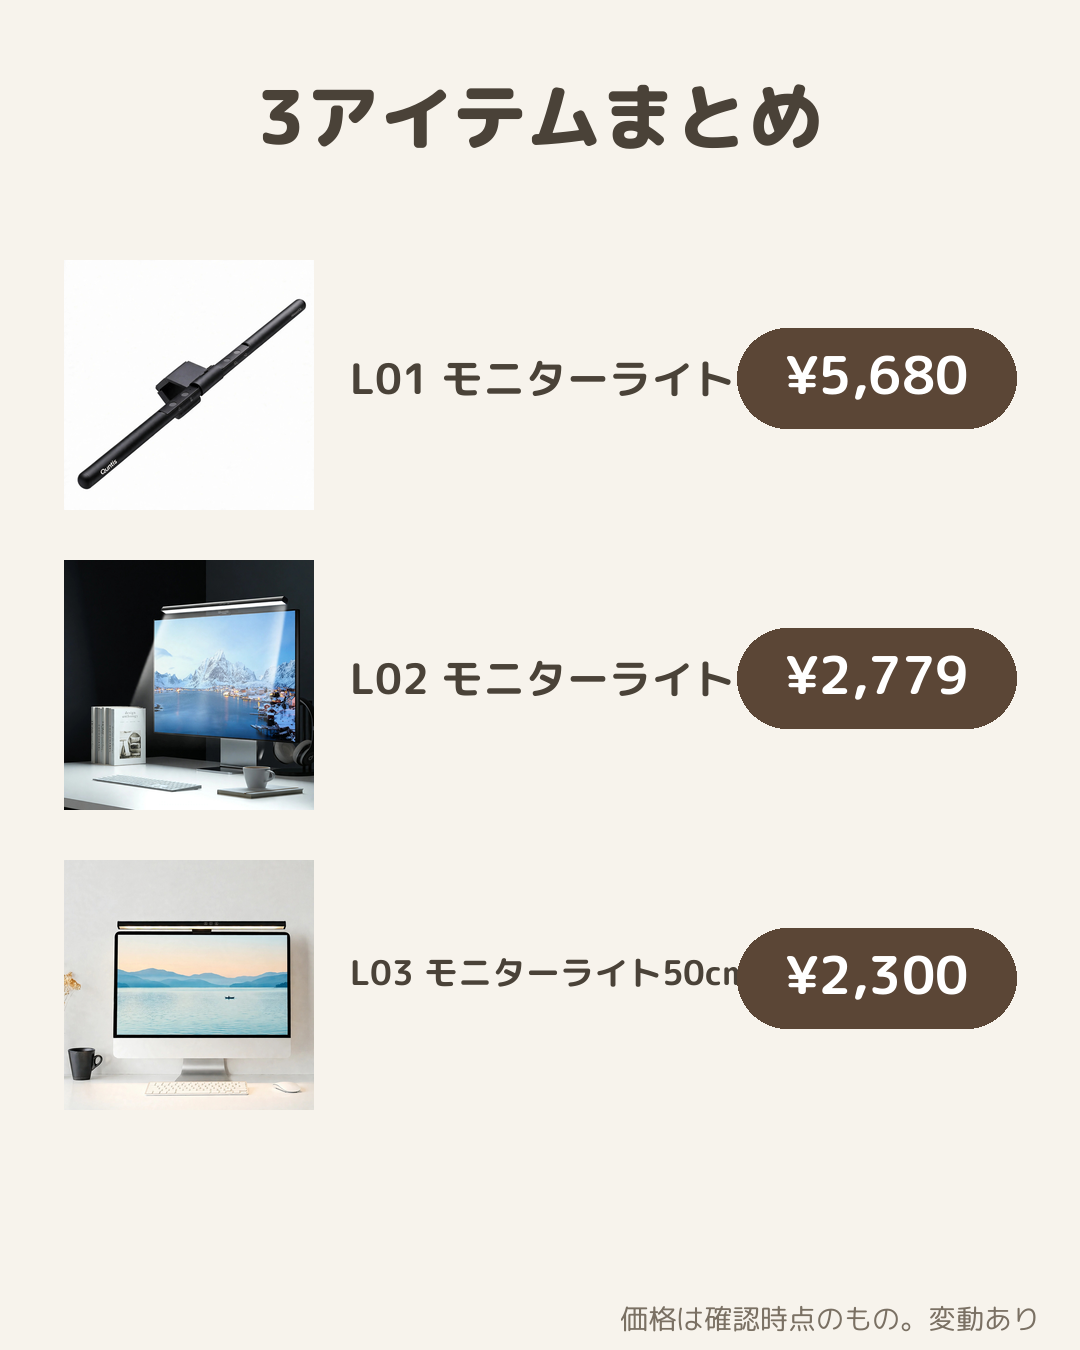 3アイテムまとめ
Quntis
L01 モニターライト
¥5,680
L02 モニターライト
¥2,779
L03 モニターライト50cm
¥2,300
価格は確認時点のもの。変動あり